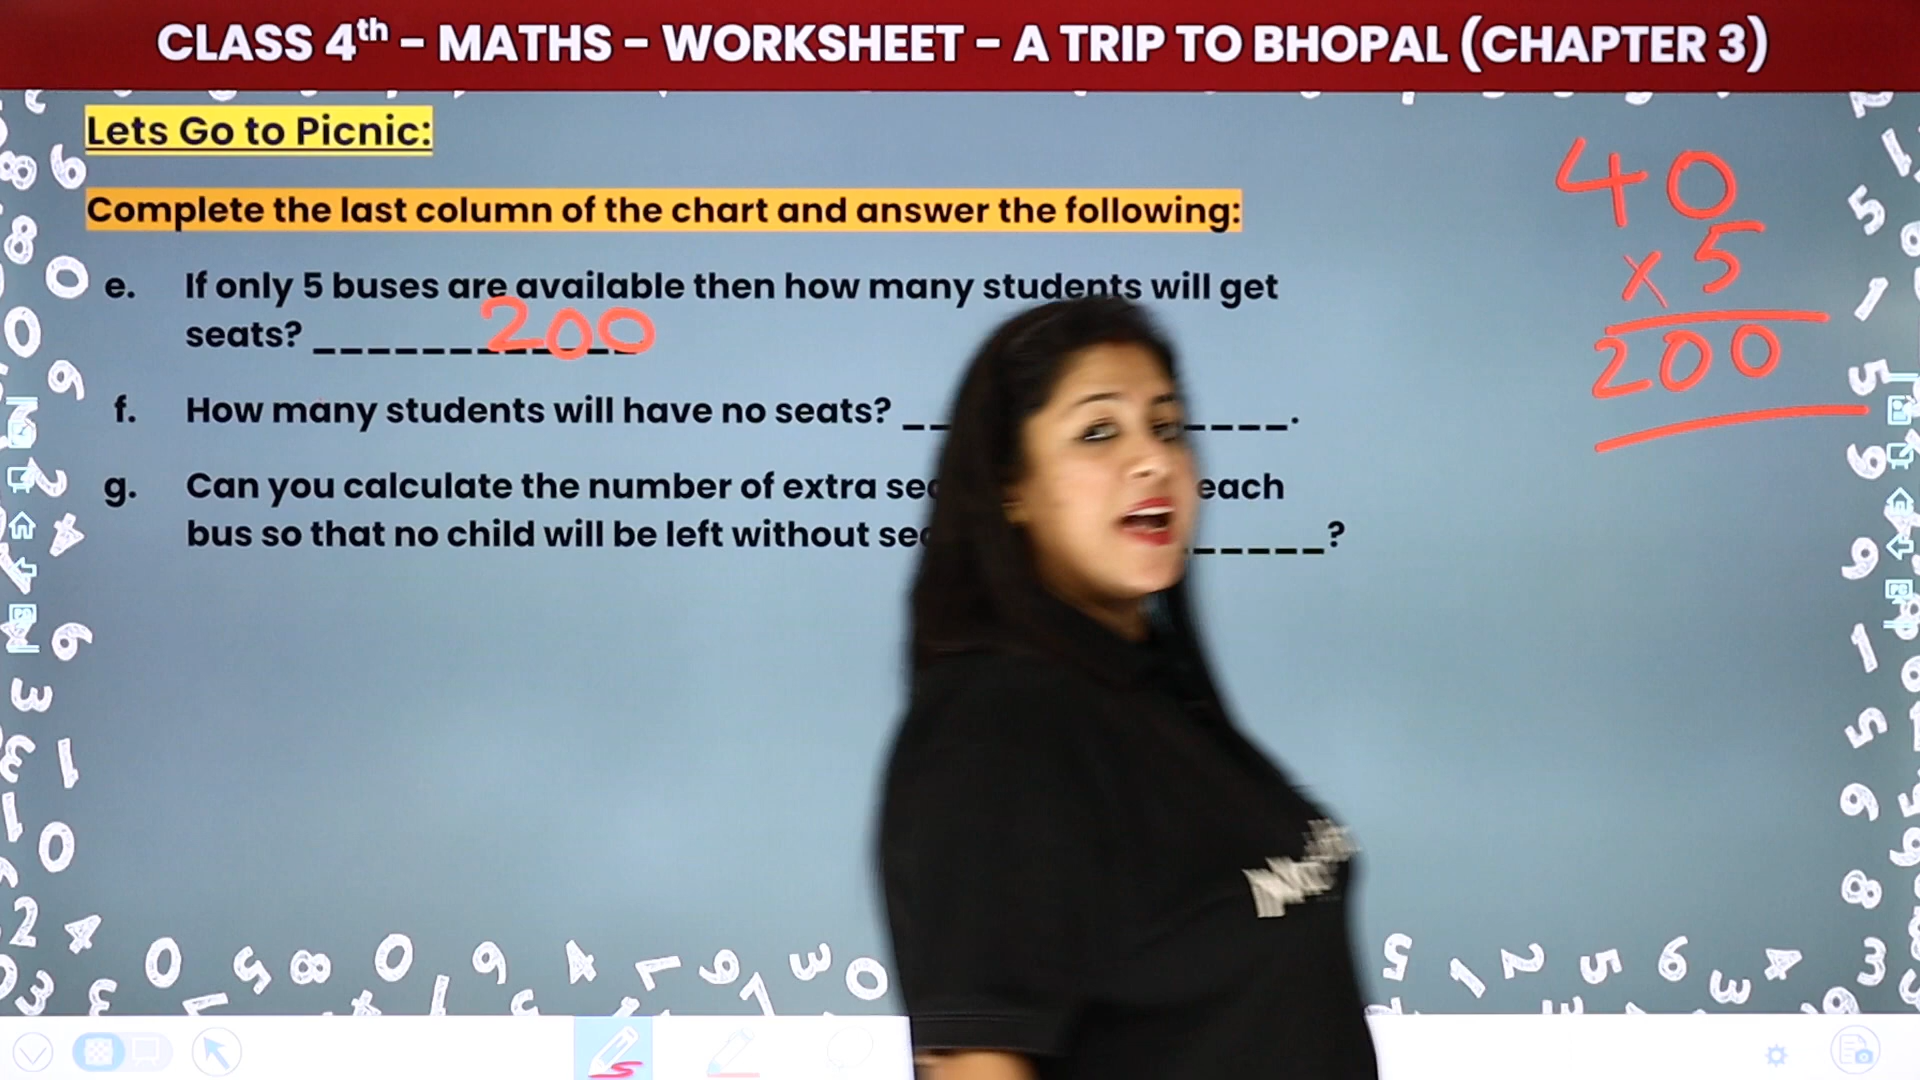 CLASS 4th - MATHS - WORKSHEET - A TRIP TO BHOPAL (CHAPTER 3)
Lets Go to Picnic:
Complete the last column of the chart and answer the following:
e. If only 5 buses are available then how many students will get
seats? 200
f. How many students will have no seats?
g. Can you calculate the number of extra each
bus so that no child will be left without ?
40
x 5
200